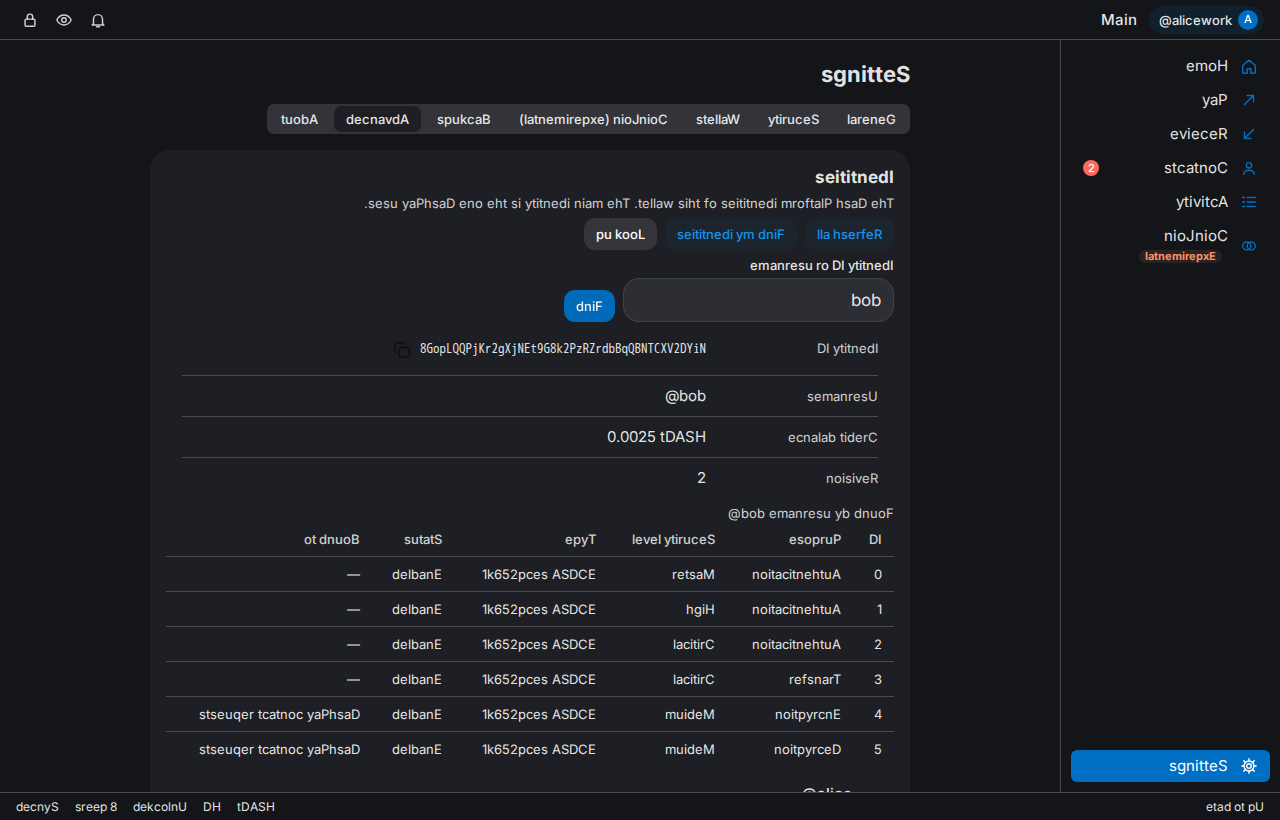 Main
@alicework
A
emoH
yaP
evieceR
stcatnoC
2
ytivitcA
nioJnioC
latnemirepxE
sgnitteS
sgnitteS
tuobA decnavdA spukcaB (latnemirepxe) nioJnioC stellaW ytiruceS lareneG
seititnedI
.sesu yaPhsaD eno eht si ytitnedi niam ehT .tellaw siht fo seititnedi mroftalP hsaD ehT
pu kooL seititnedi ym dniF lla hserfeR
emanresu ro DI ytitnedI
dniF bob
8GopLQQPjKr2gXjNEt9G8k2PzRZrdbBqQBNTCXV2DYiN DI ytitnedI
@bob semanresU
0.0025 tDASH ecnalab tiderC
2 noisiveR
@bob emanresu yb dnuoF
ot dnuoB sutatS epyT level ytiruceS esopruP DI
— delbanE 1k652pces ASDCE retsaM noitacitnehtuA 0
— delbanE 1k652pces ASDCE hgiH noitacitnehtuA 1
— delbanE 1k652pces ASDCE lacitirC noitacitnehtuA 2
— delbanE 1k652pces ASDCE lacitirC refsnarT 3
stseuqer tcatnoc yaPhsaD delbanE 1k652pces ASDCE muideM noitpyrcnE 4
stseuqer tcatnoc yaPhsaD delbanE 1k652pces ASDCE muideM noitpyrceD 5
@alice
decnyS sreep 8 dekcolnU DH tDASH
etad ot pU